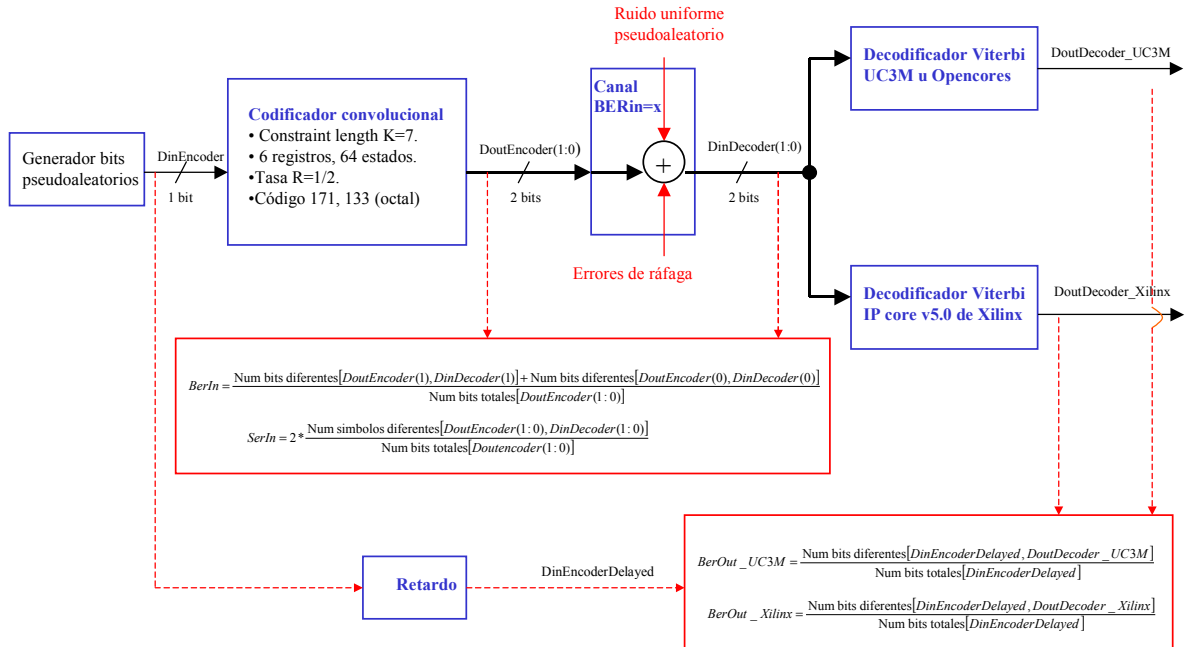 Ruido uniforme
pseudoaleatorio
Decodificador Viterbi
UC3M u Opencores
DoutDecoder_UC3M
Canal
BERin=x
Codificador convolucional
• Constraint length K=7.
• 6 registros, 64 estados.
•Tasa R=1/2.
•Código 171, 133 (octal)
Generador bits
pseudoaleatorios
DinEncoder
1 bit
DoutEncoder(1:0)
2 bits
+
DinDecoder(1:0)
2 bits
Errores de ráfaga
Decodificador Viterbi
IP core v5.0 de Xilinx
DoutDecoder_Xilinx
BerIn = Num bits diferentes[DoutEncoder(1), DinDecoder(1)] + Num bits diferentes[DoutEncoder(0), DinDecoder(0)]
Num bits totales[DoutEncoder(1:0)]
SerIn = 2* Num simbolos diferentes[DoutEncoder(1:0), DinDecoder(1:0)]
Num bits totales[Doutencoder(1:0)]
Retardo
DinEncoderDelayed
BerOut_UC3M = Num bits diferentes[DinEncoderDelayed, DoutDecoder_UC3M]
Num bits totales[DinEncoderDelayed]
BerOut_Xilinx = Num bits diferentes[DinEncoderDelayed, DoutDecoder_Xilinx]
Num bits totales[DinEncoderDelayed]